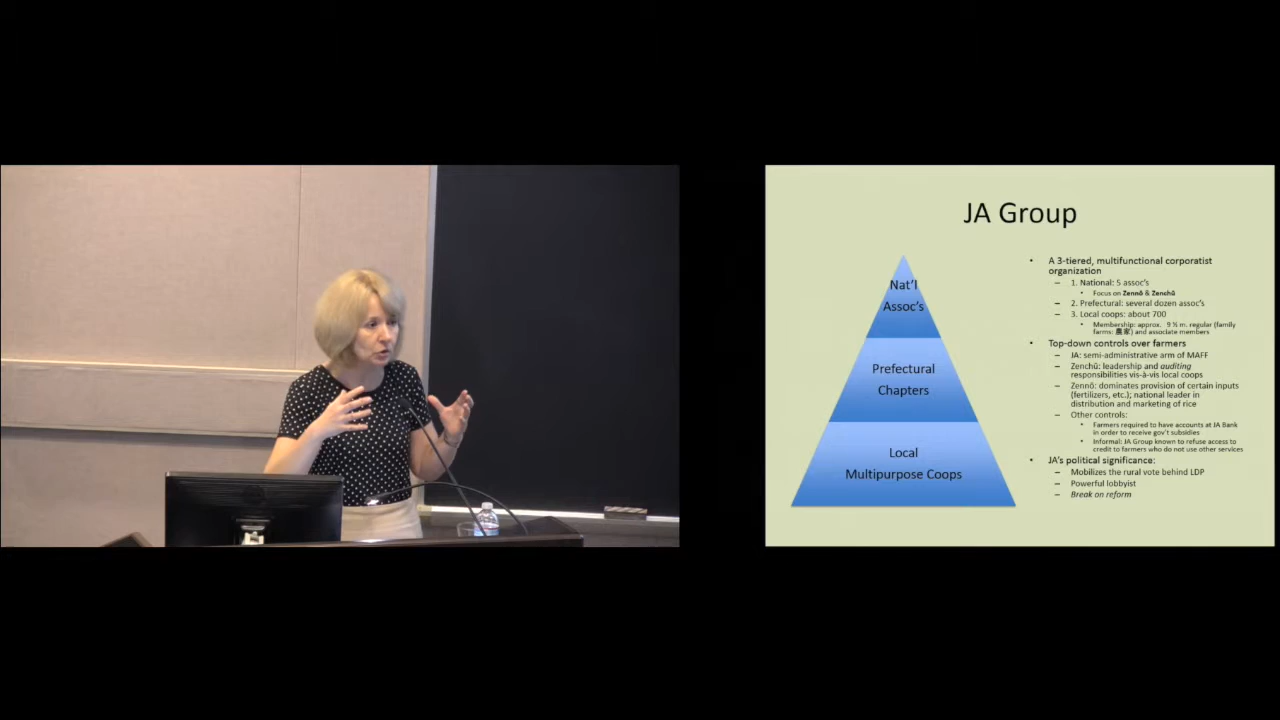 JA Group
Nat'l
Assoc's
Prefectural
Chapters
Local
Multipurpose Coops
• A 3-tiered, multifunctional corporatist
organization
– 1. National: 5 assoc's
• Focus on Zennō & Zenchū
– 2. Prefectural: several dozen assoc's
– 3. Local coops: about 700
• Membership: approx. 9 ½ m. regular (family
farms: 農家) and associate members
• Top-down controls over farmers
– JA: semi-administrative arm of MAFF
– Zenchū: leadership and auditing
responsibilities vis-à-vis local coops
– Zennō: dominates provision of certain inputs
(fertilizers, etc.); national leader in
distribution and marketing of rice
– Other controls:
• Farmers required to have accounts at JA Bank
in order to receive gov't subsidies
• Informal: JA Group known to refuse access to
credit to farmers who do not use other services
• JA's political significance:
– Mobilizes the rural vote behind LDP
– Powerful lobbyist
– Break on reform